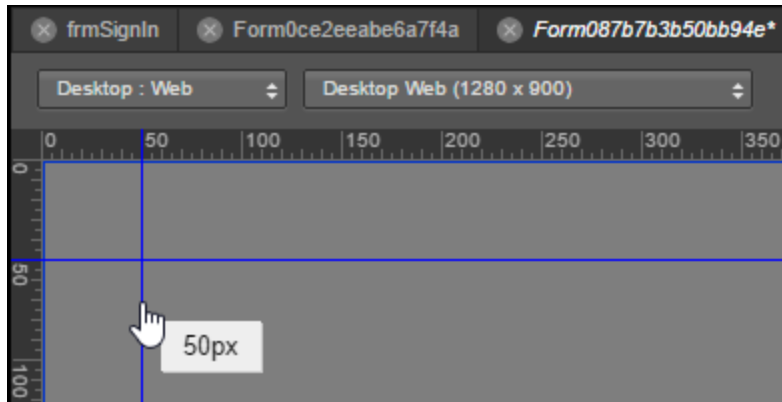 frmSignIn Form0ce2eeabe6a7f4a Form087b7b3b50bb94e*
Desktop : Web Desktop Web (1280 x 900)
0 50 100 150 200 250 300 350
0
50
50px
100